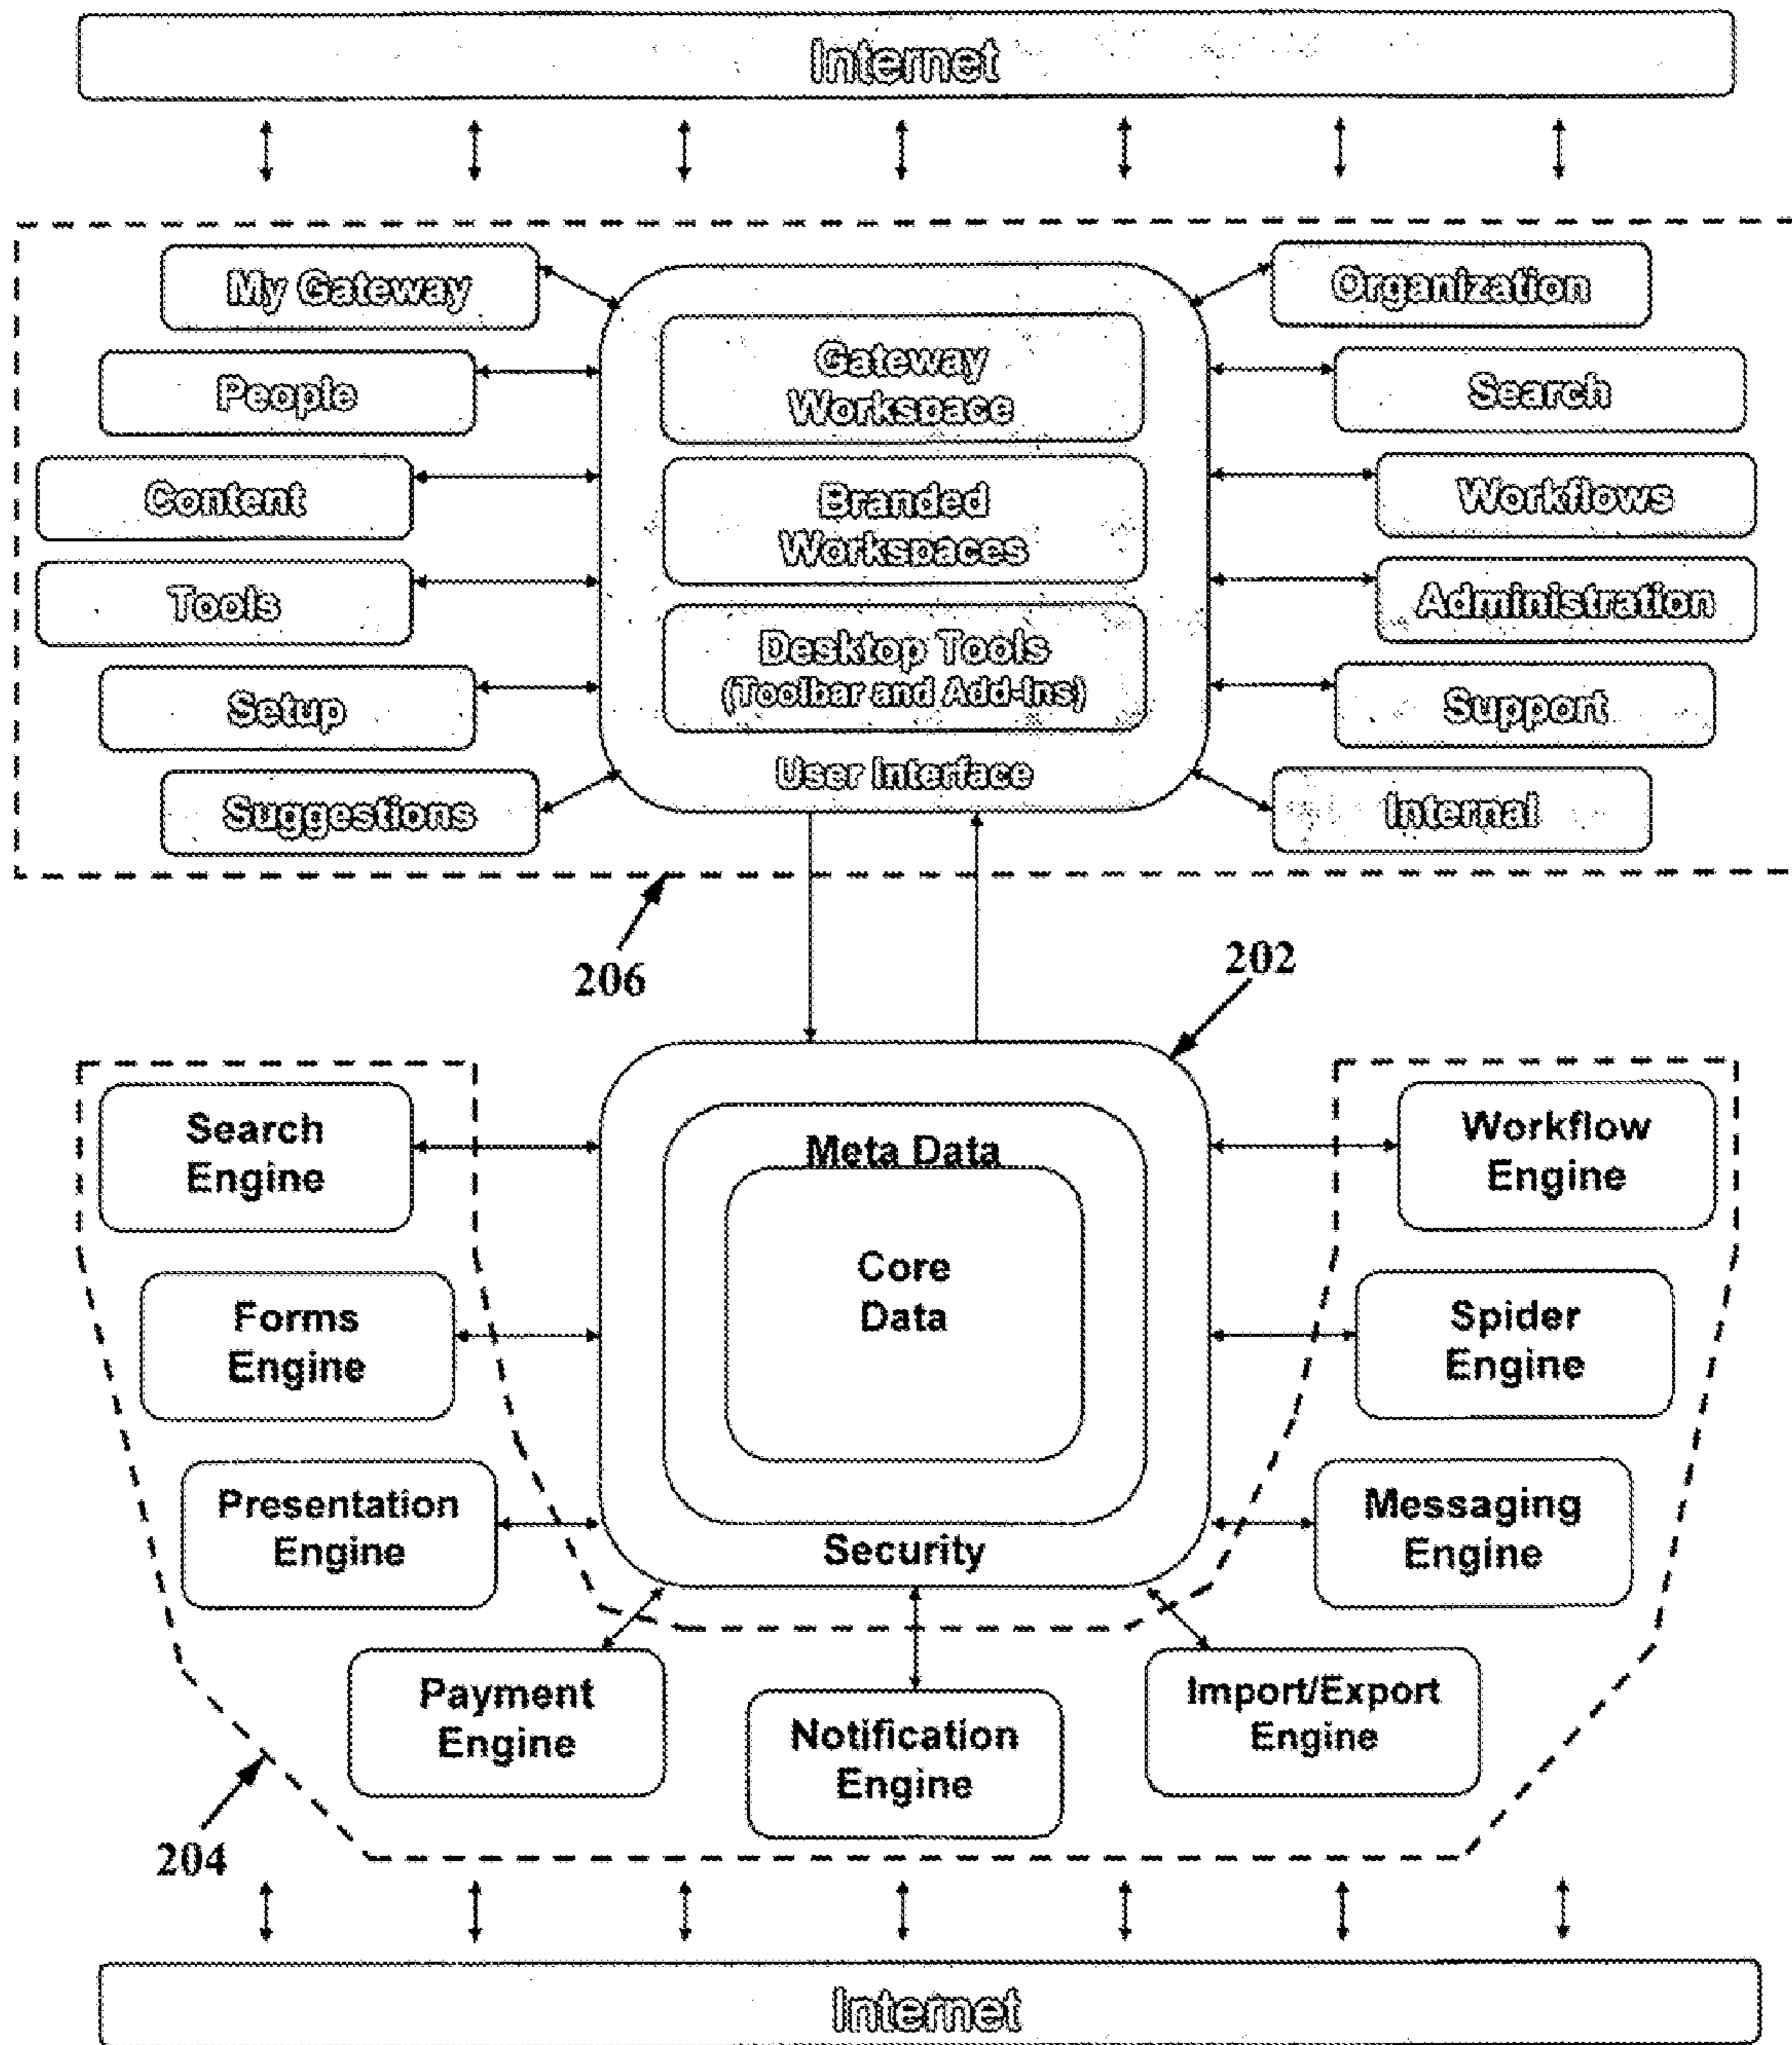 Internet
My Gateway
Organization
Gateway
Workspace
People
Search
Content
Branded
Workspaces
Workflows
Tools
Administration
Desktop Tools
(Toolbar and Add-Ins)
Setup
Support
User Interface
Suggestions
Internal
206
202
Search
Engine
Meta Data
Workflow
Engine
Core
Data
Forms
Engine
Spider
Engine
Presentation
Engine
Messaging
Engine
Security
Payment
Engine
Notification
Engine
Import/Export
Engine
204
Internet